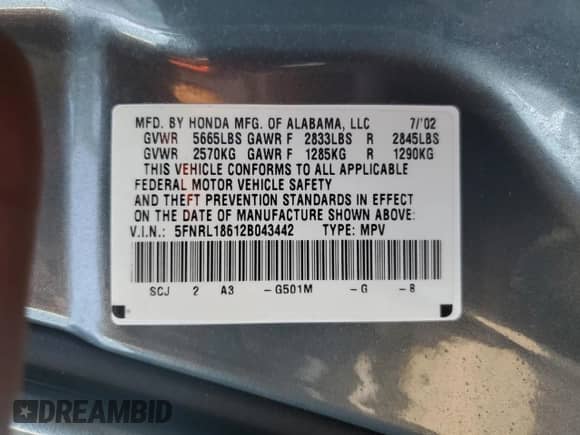 MFD. BY HONDA MFG. OF ALABAMA, LLC 7/'02
GVWR 5665LBS GAWR F 2833LBS R 2845LBS
GVWR 2570KG GAWR F 1285KG R 1290KG
THIS VEHICLE CONFORMS TO ALL APPLICABLE
FEDERAL MOTOR VEHICLE SAFETY
AND THEFT PREVENTION STANDARDS IN EFFECT
ON THE DATE OF MANUFACTURE SHOWN ABOVE:
V.I.N.: 5FNRL18612B043442 TYPE: MPV
SCJ 2 A3 -G501M -G -8
DREAMBID